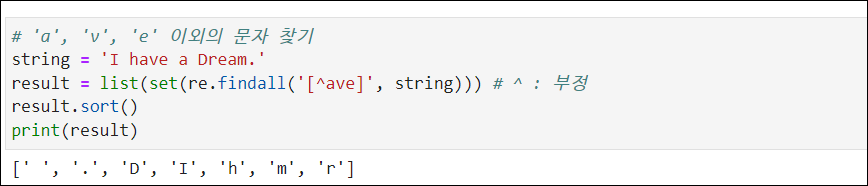 # 'a', 'v', 'e' 이외의 문자 찾기
string = 'I have a Dream.'
result = list(set(re.findall('[^ave]', string))) # ^ : 부정
result.sort()
print(result)
[' ', '.', 'D', 'I', 'h', 'm', 'r']